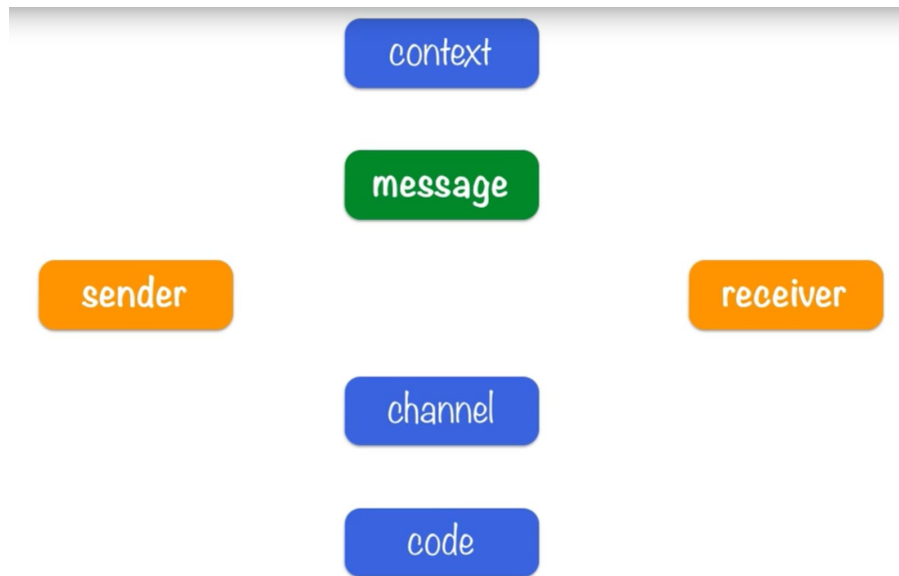 context
message
sender
receiver
channel
code